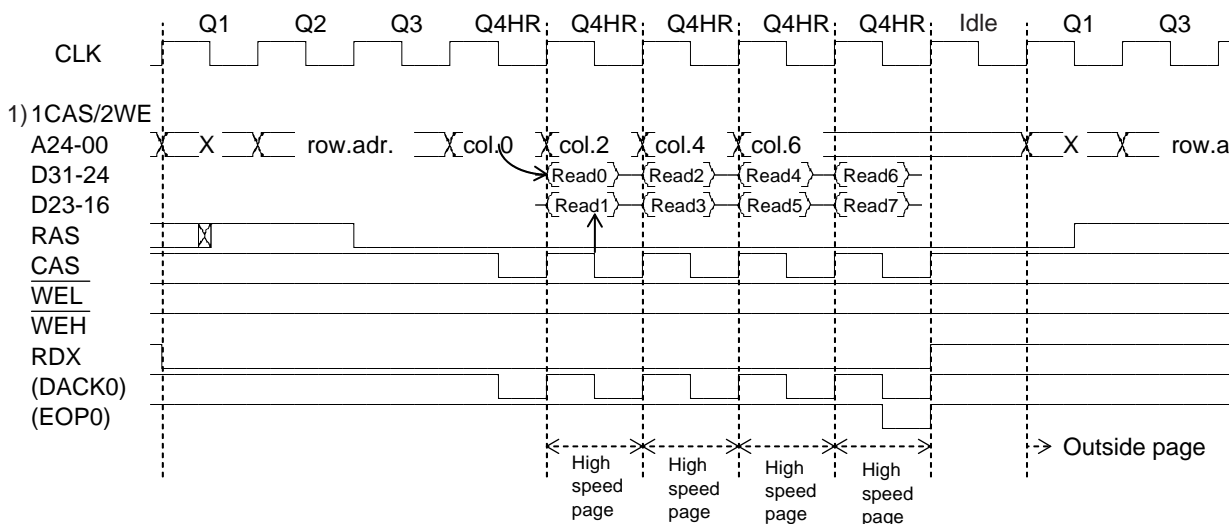 Q1 Q2 Q3 Q4HR Q4HR Q4HR Q4HR Q4HR Idle Q1 Q3
CLK
1) 1CAS/2WE
A24-00 X row.adr. col.0 col.2 col.4 col.6 X row.a
D31-24 Read0 Read2 Read4 Read6
D23-16 Read1 Read3 Read5 Read7
RAS
CAS
WEL
WEH
RDX
(DACK0)
(EOP0)
Outside page
High speed page
High speed page
High speed page
High speed page